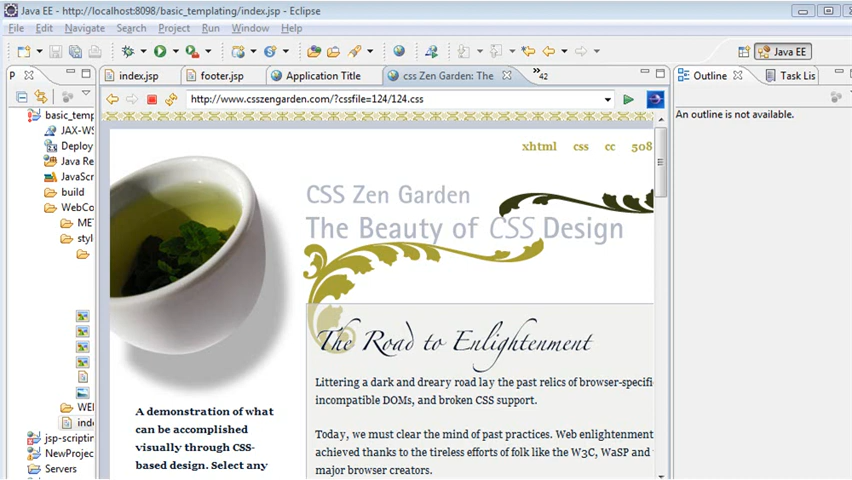 Java EE - http://localhost:8098/basic_templating/index.jsp - Eclipse
File Edit Navigate Search Project Run Window Help
Java EE
P
index.jsp footer.jsp Application Title css Zen Garden: The »42
Outline Task Lis
http://www.csszengarden.com/?cssfile=124/124.css
An outline is not available.
basic_temp
JAX-WS
Deploy
Java Re
JavaScr
build
WebCo
MET
style
WEI
inde
jsp-scripting
NewProjec
Servers
xhtml css cc 508
CSS Zen Garden
The Beauty of CSS Design
The Road to Enlightenment
Littering a dark and dreary road lay the past relics of browser-specifi
incompatible DOMs, and broken CSS support.
Today, we must clear the mind of past practices. Web enlightenment
achieved thanks to the tireless efforts of folk like the W3C, WaSP and
major browser creators.
A demonstration of what
can be accomplished
visually through CSS-
based design. Select any